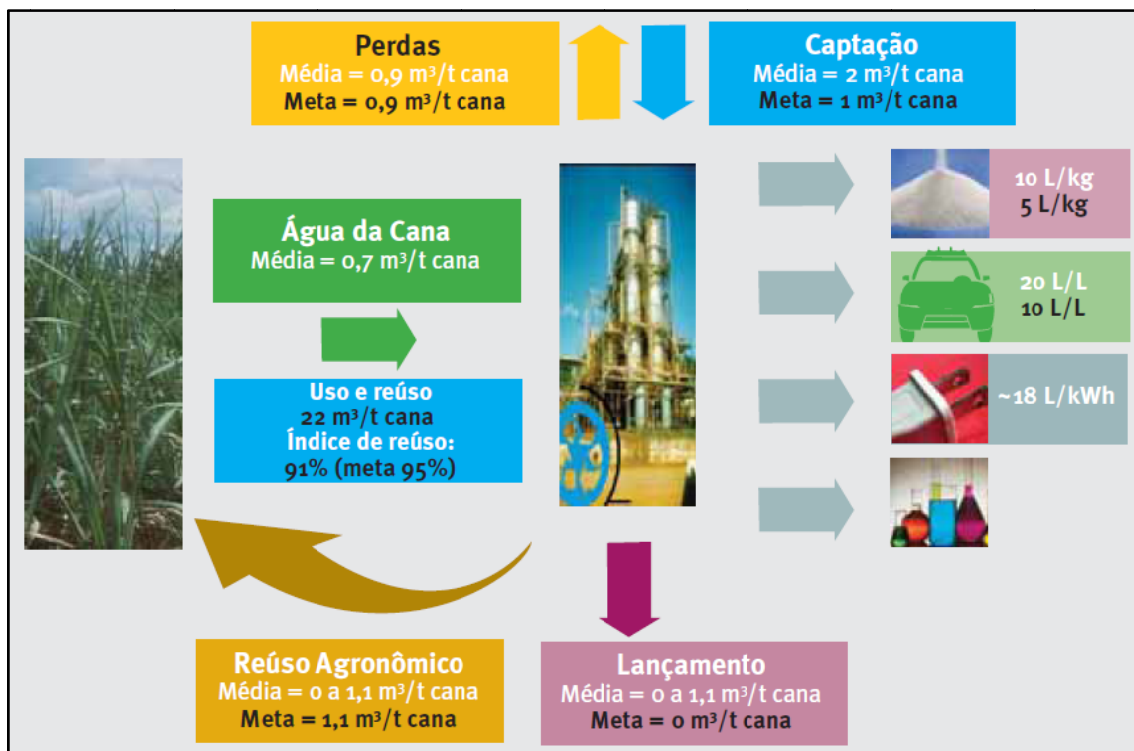 Perdas
Média = 0,9 m³/t cana
Meta = 0,9 m³/t cana
Captação
Média = 2 m³/t cana
Meta = 1 m³/t cana
Água da Cana
Média = 0,7 m³/t cana
10 L/kg
5 L/kg
20 L/L
10 L/L
Uso e reúso
22 m³/t cana
Índice de reúso:
91% (meta 95%)
~18 L/kWh
Reúso Agronômico
Média = 0 a 1,1 m³/t cana
Meta = 1,1 m³/t cana
Lançamento
Média = 0 a 1,1 m³/t cana
Meta = 0 m³/t cana